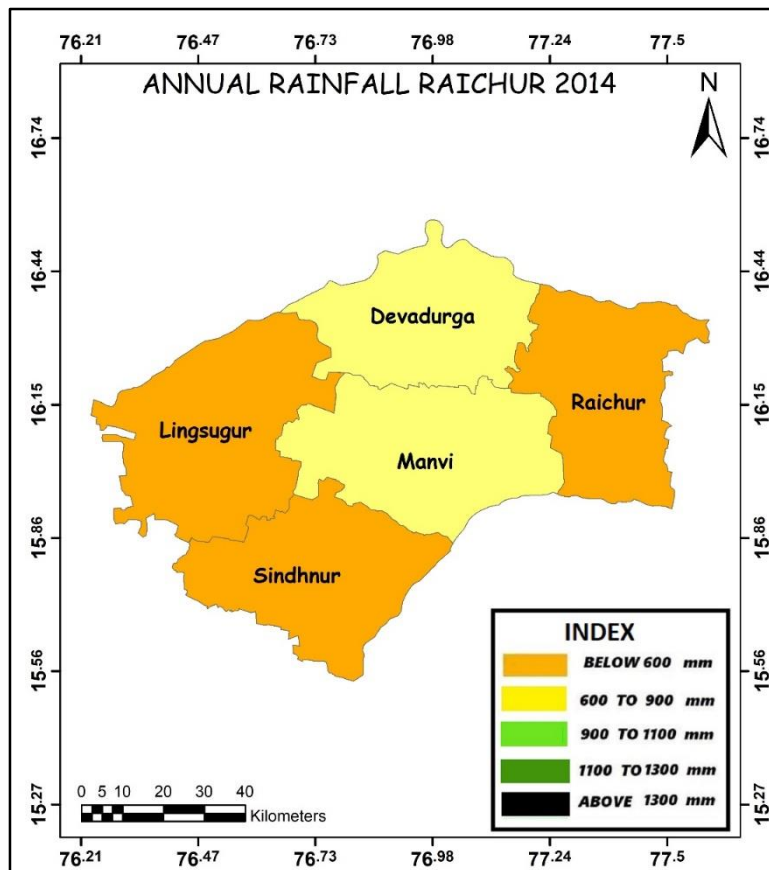 76.21 76.47 76.73 76.98 77.24 77.5
ANNUAL RAINFALL RAICHUR 2014
N
16.74 16.74
16.44 16.44
Devadurga
16.15 16.15
Raichur
Lingsugur
Manvi
15.86 15.86
Sindhnur
INDEX
BELOW 600 mm
15.56 15.56
600 TO 900 mm
900 TO 1100 mm
1100 TO 1300 mm
ABOVE 1300 mm
0 5 10 20 30 40
Kilometers
15.27 15.27
76.21 76.47 76.73 76.98 77.24 77.5